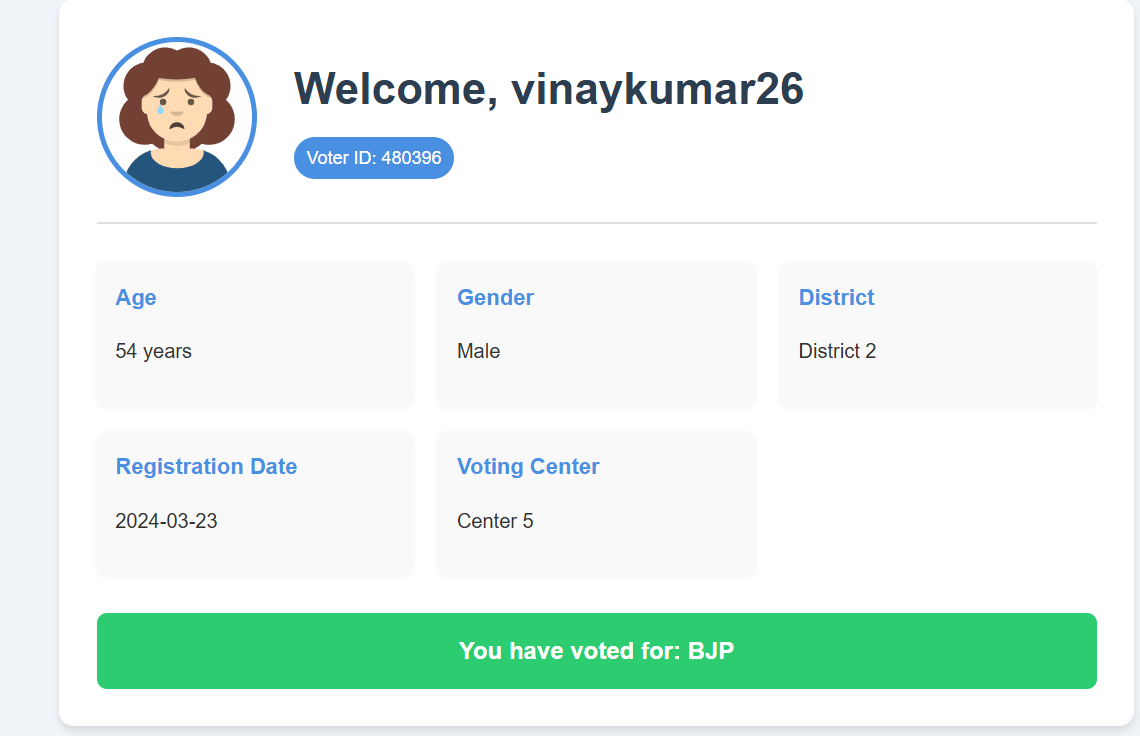 Welcome, vinaykumar26
Voter ID: 480396
Age
54 years
Gender
Male
District
District 2
Registration Date
2024-03-23
Voting Center
Center 5
You have voted for: BJP